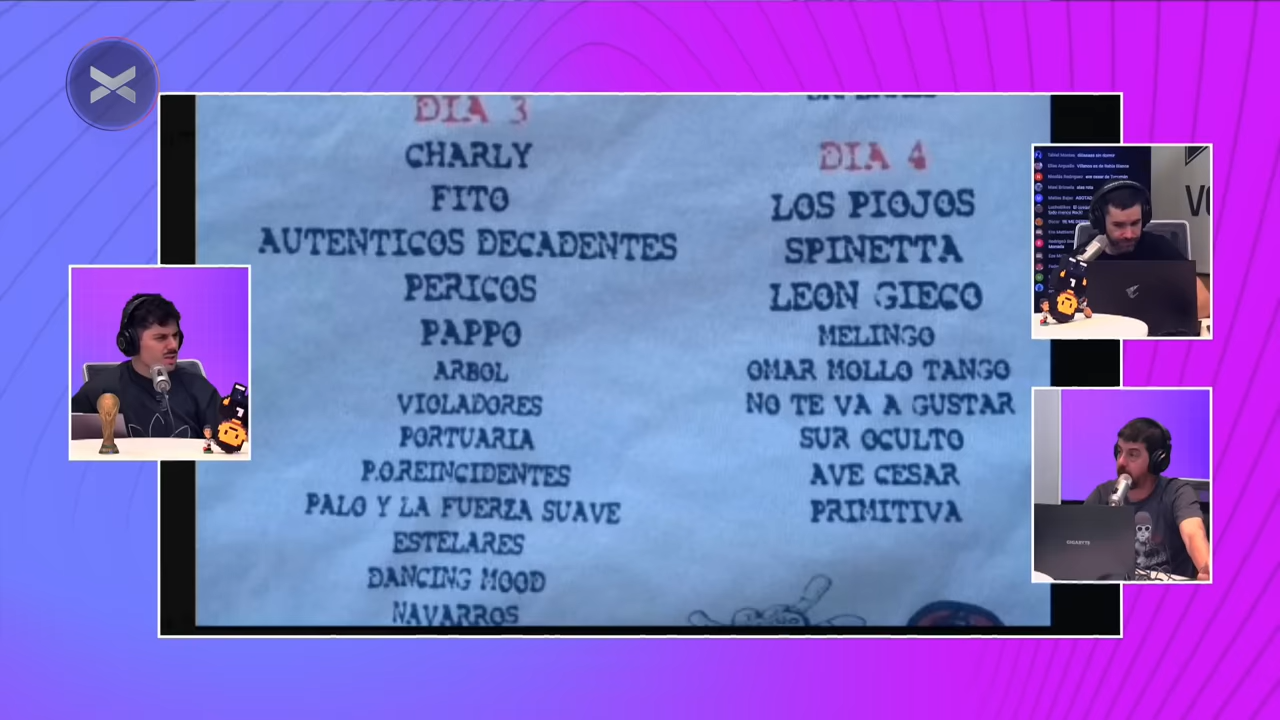 DIA 3
CHARLY
FITO
AUTENTICOS DECADENTES
PERICOS
PAPPO
ARBOL
VIOLADORES
PORTUARIA
P.O.REINCIDENTES
PALO Y LA FUERZA SUAVE
ESTELARES
DANCING MOOD
NAVARROS
DIA 4
LOS PIOJOS
SPINETTA
LEON GIECO
MELINGO
OMAR MOLLO TANGO
NO TE VA A GUSTAR
SUR OCULTO
AVE CESAR
PRIMITIVA
GIGABYTE